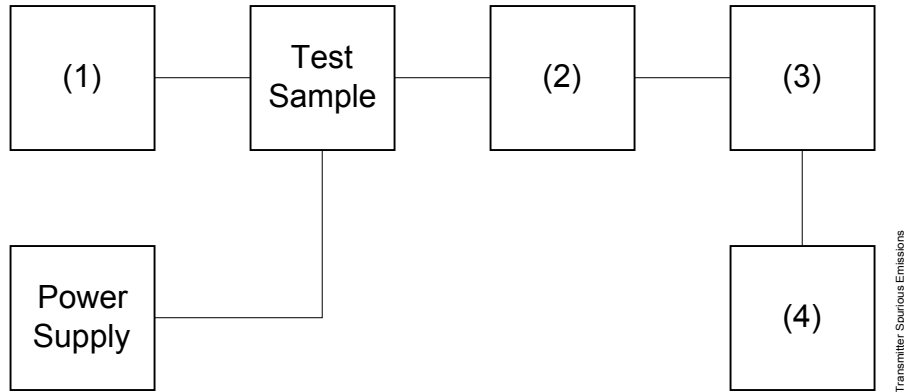 (1)
Test
Sample
(2)
(3)
Power
Supply
(4)
Transmitter Spurious Emissions